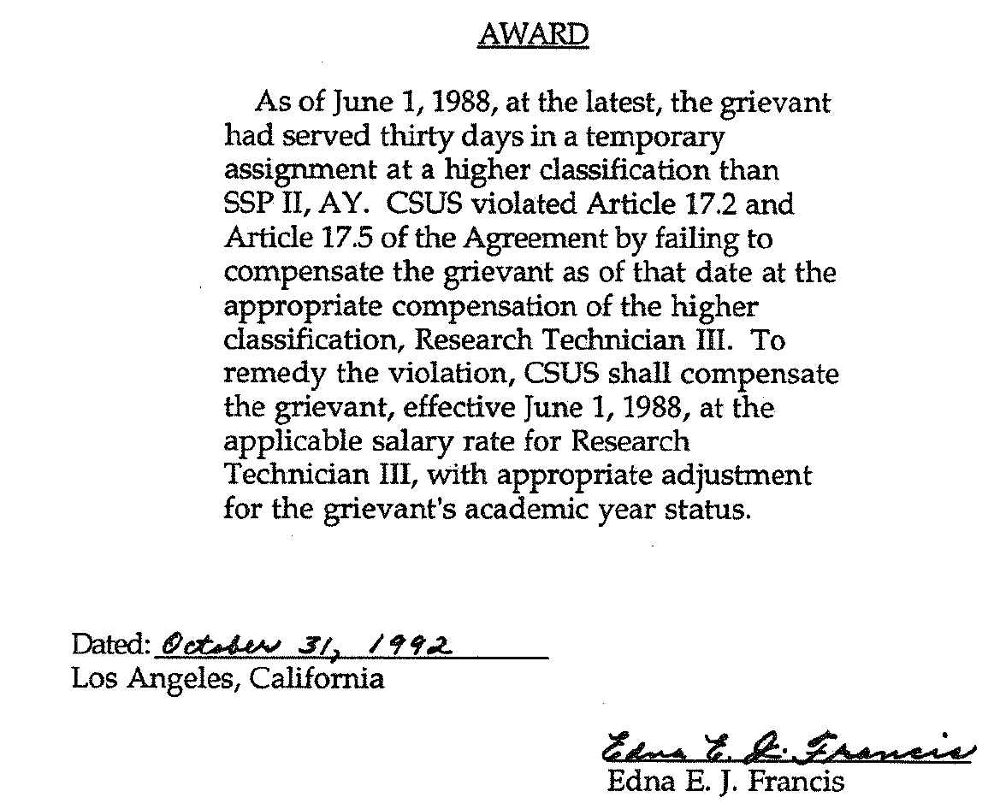 AWARD
As of June 1, 1988, at the latest, the grievant
had served thirty days in a temporary
assignment at a higher classification than
SSP II, AY. CSUS violated Article 17.2 and
Article 17.5 of the Agreement by failing to
compensate the grievant as of that date at the
appropriate compensation of the higher
classification, Research Technician III. To
remedy the violation, CSUS shall compensate
the grievant, effective June 1, 1988, at the
applicable salary rate for Research
Technician III, with appropriate adjustment
for the grievant's academic year status.
Dated: October 31, 1992
Los Angeles, California
Edna E. J. Francis
Edna E. J. Francis